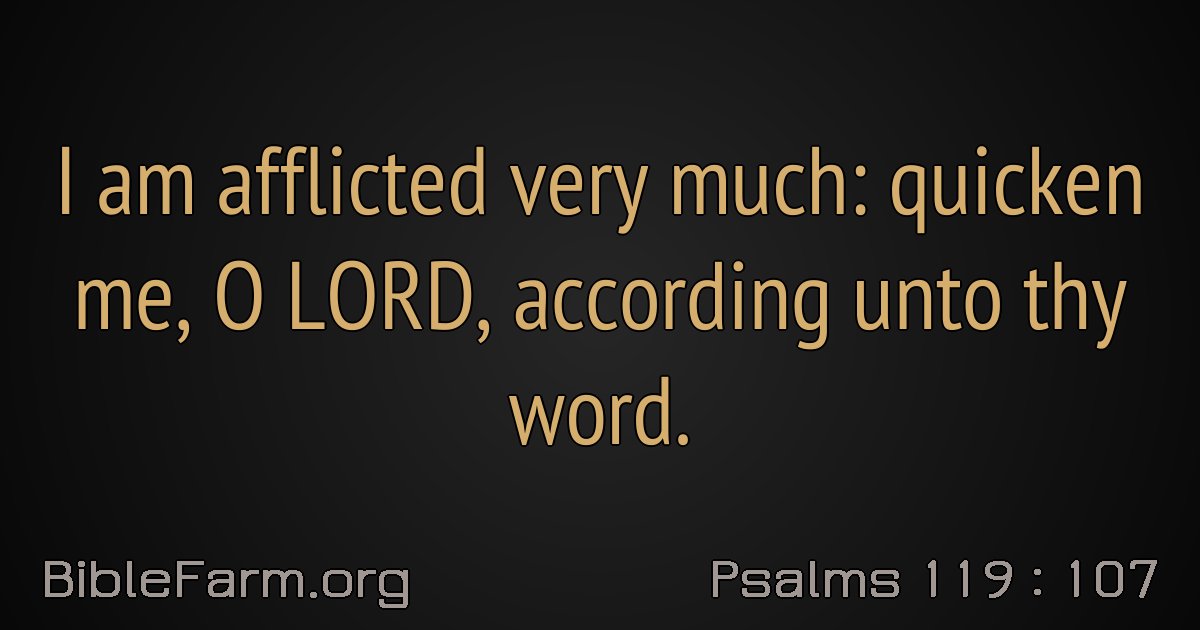 I am afflicted very much: quicken
me, O LORD, according unto thy
word.
BibleFarm.org
Psalms 119 : 107